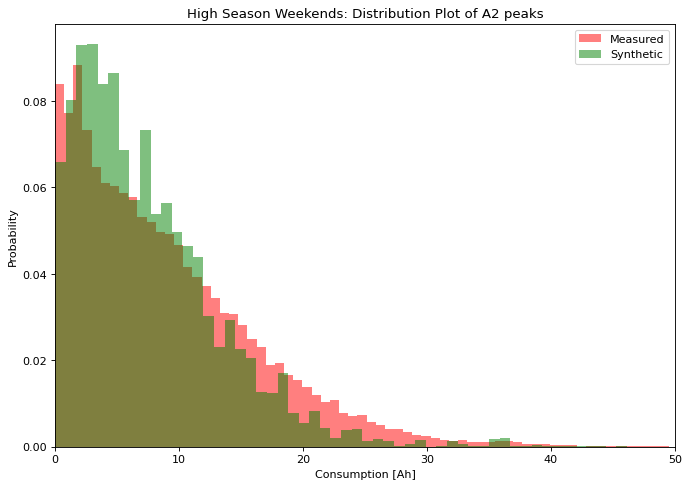 High Season Weekends: Distribution Plot of A2 peaks
Measured
Synthetic
0.08
0.06
0.04
0.02
0.00
Probability
0 10 20 30 40 50
Consumption [Ah]